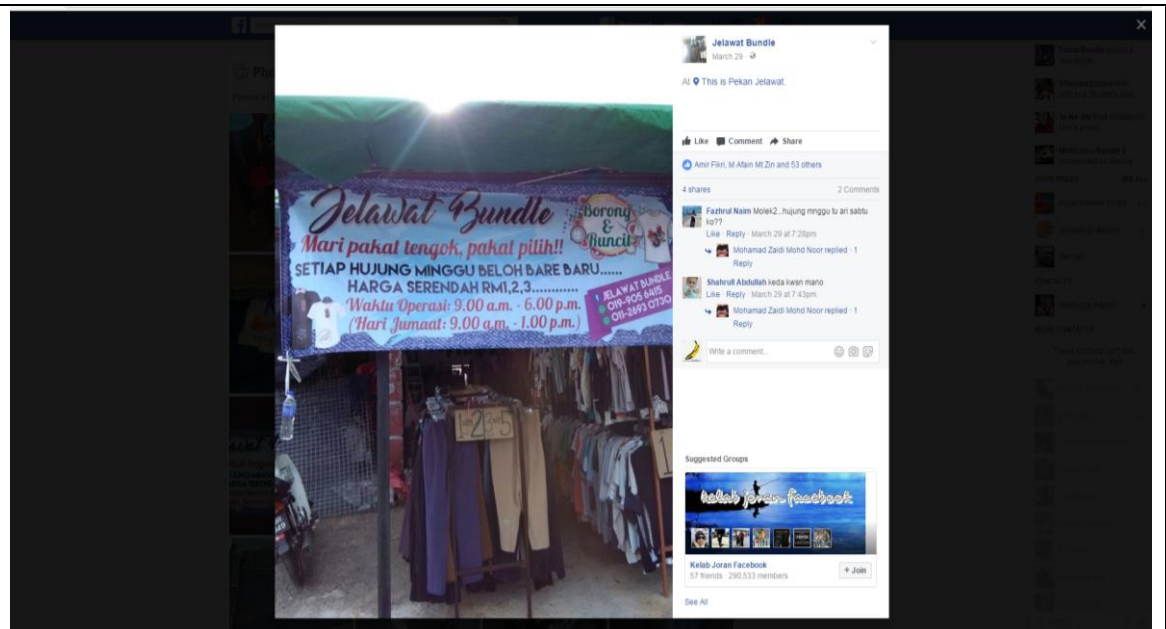 Jelawat Bundle
Borong
&
Runcit
Mari pakat tengok, pakat pilih!!
SETIAP HUJUNG MINGGU BELOH BARE BARU......
HARGA SERENDAH RM1,2,3............
Waktu Operasi: 9.00 a.m. - 6.00 p.m.
(Hari Jumaat: 9.00 a.m. - 1.00 p.m.)
JELAWAT BUNDLE
019-905 6415
011-2693 0730
Jelawat Bundle
March 29
At This is Pekan Jelawat.
Like Comment Share
Amir Fikri, M Afain Mt Zin and 53 others
4 shares 2 Comments
Fazhrul Naim Molek2...hujung mnggu tu ari sabtu
ko??
Like · Reply · March 29 at 7:28pm
Mohamad Zaidi Mohd Noor replied · 1
Reply
Shahrull Abdullah keda kwsn mano
Like · Reply · March 29 at 7:43pm
Mohamad Zaidi Mohd Noor replied · 1
Reply
Write a comment...
Suggested Groups
kelab joran facebook
Kelab Joran Facebook
57 friends · 290,533 members
+ Join
See All